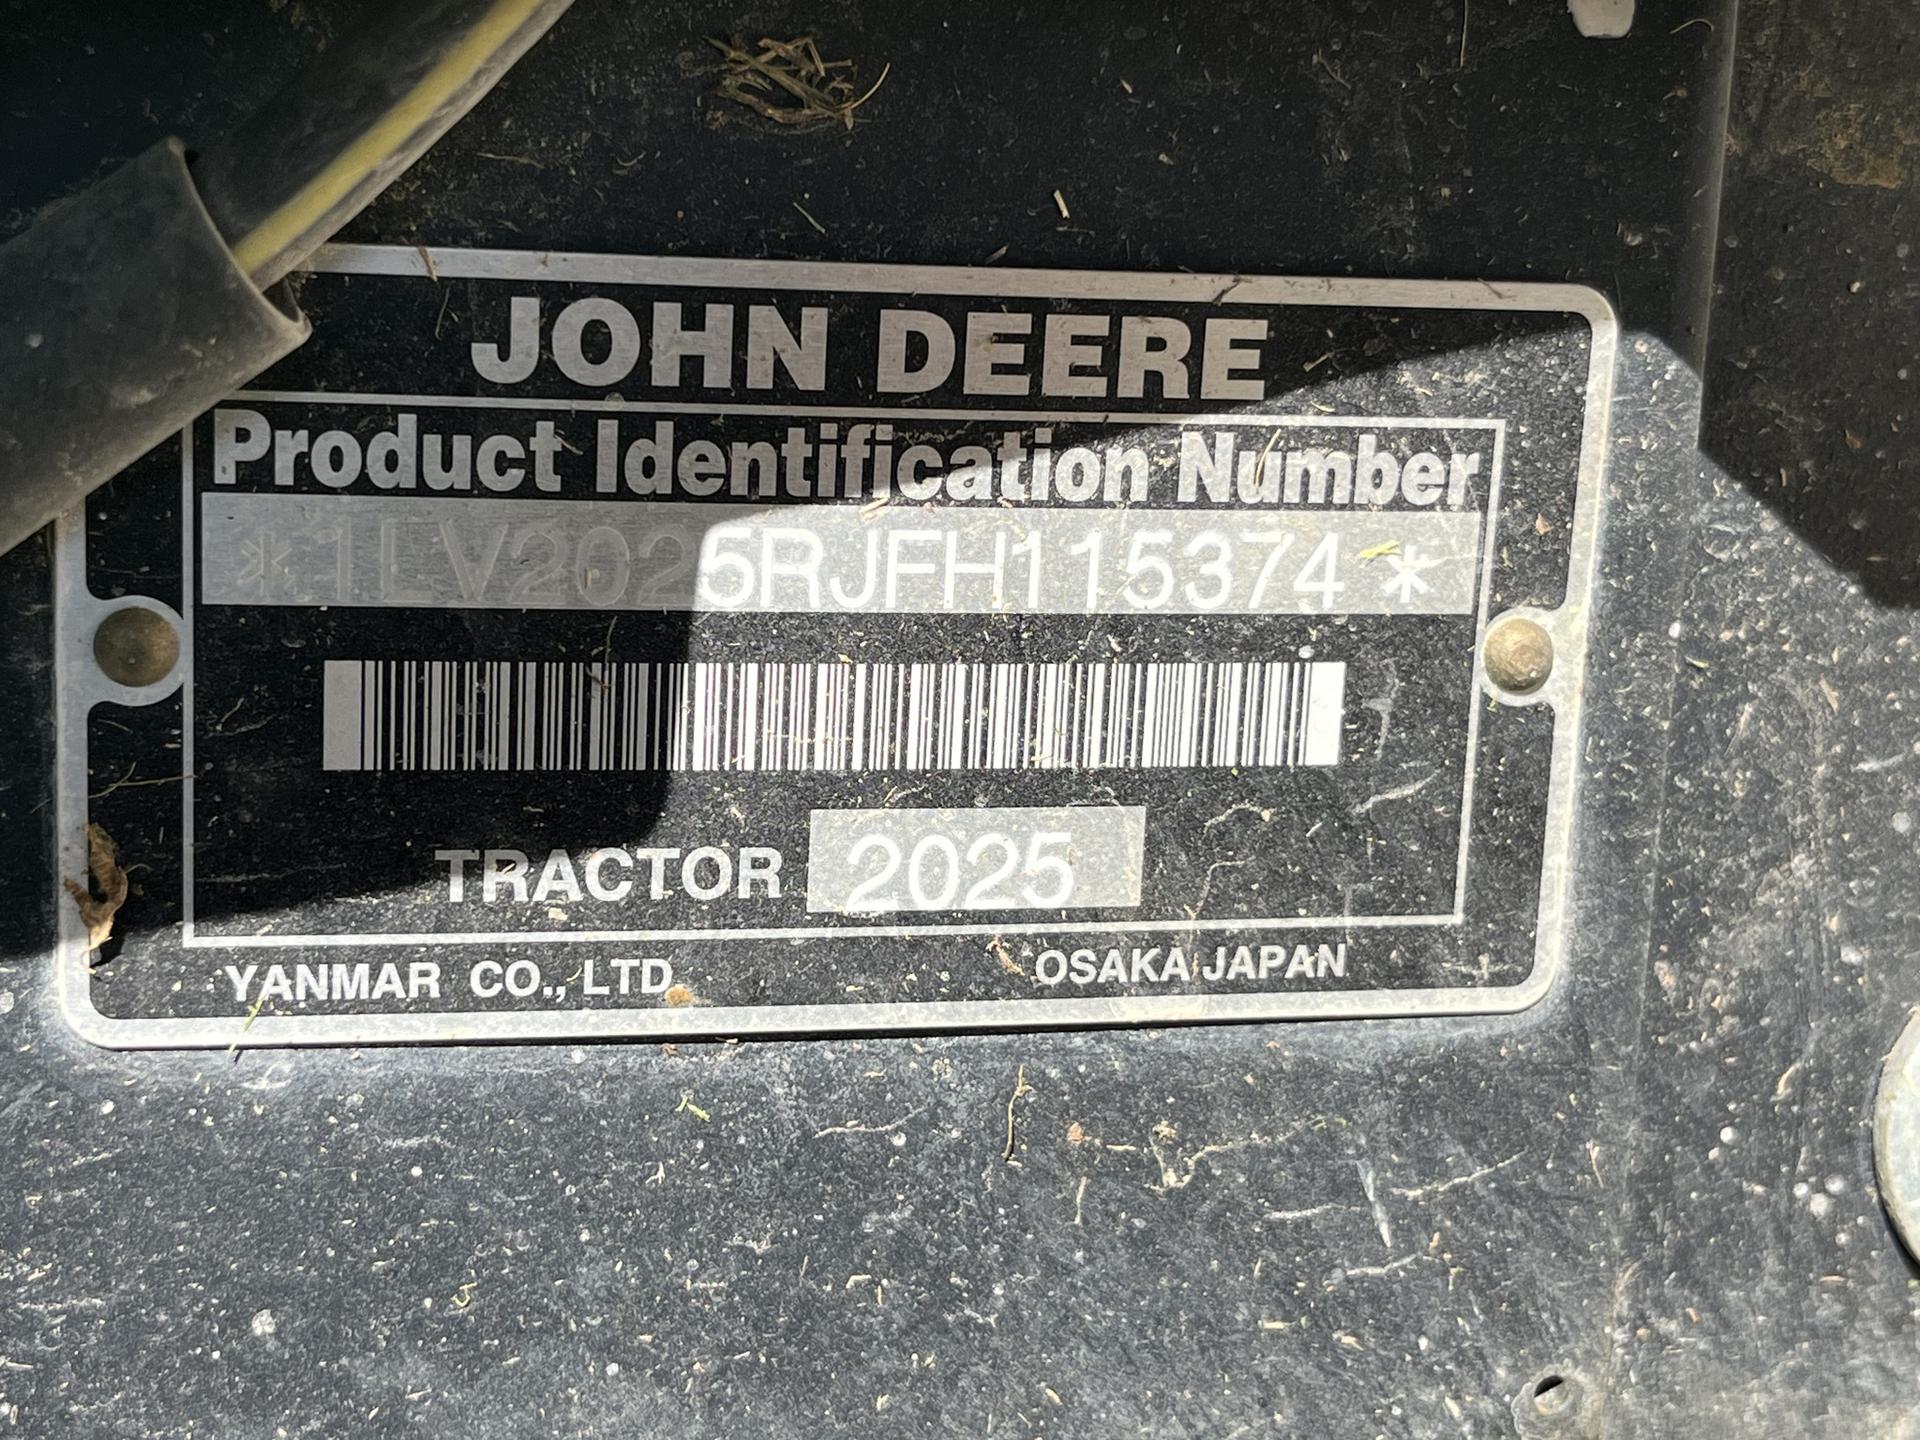 JOHN DEERE
Product Identification Number
*1LV2025RJFH115374*
TRACTOR 2025
YANMAR CO., LTD. OSAKA JAPAN